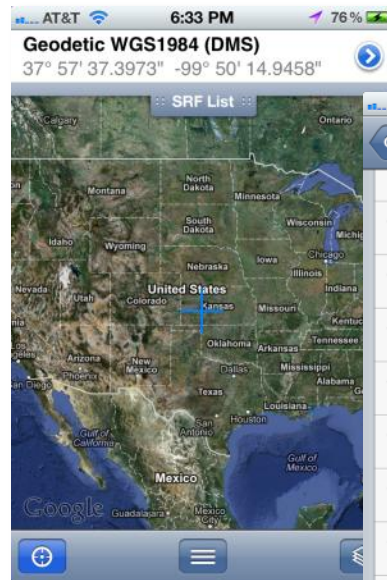 AT&T 6:33 PM 76%
Geodetic WGS1984 (DMS)
37° 57' 37.3973" -99° 50' 14.9458"
SRF List
Calgary
Ontario
North Dakota
Montana
Minnesota
South Dakota
Wisconsin
Idaho
Wyoming
Michig
Chicago
Nebraska
Iowa
Illinois
Nevada
United States
Indiana
Utah
Colorado
Kansas
Missouri
Kentuc
Los Angeles
Oklahoma
Tennessee
Arizona
New Mexico
Arkansas
Phoenix
Dallas
Mississippi
San Diego
Alabama
Texas
Louisiana
San Antonio
Houston
Gulf of California
Gulf of Mexico
Mexico
Google
Guadalajara
Mexico City